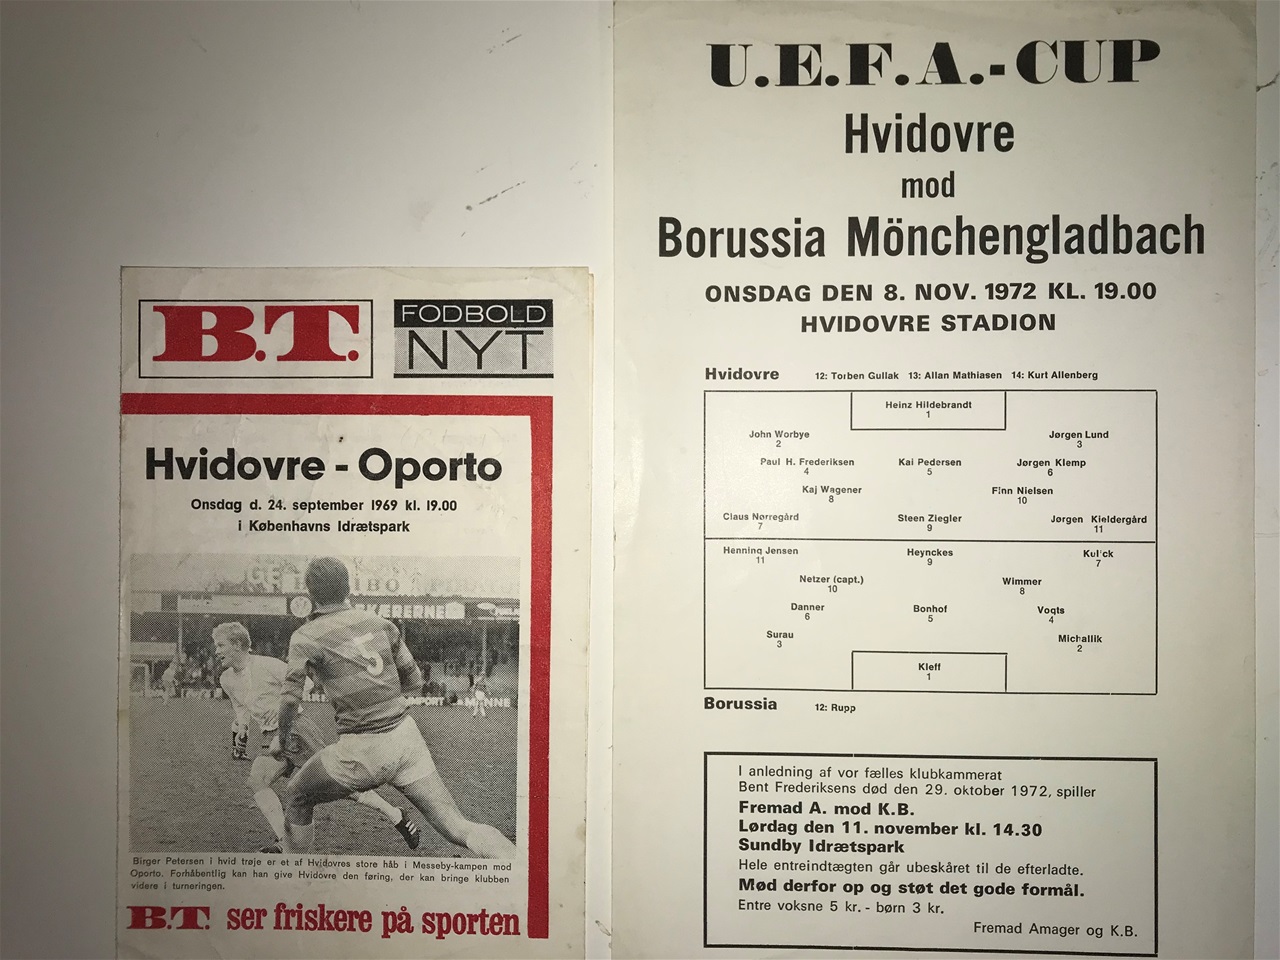 B.T.
FODBOLD
NYT
Hvidovre - Oporto
Onsdag d. 24. september 1969 kl. 19.00
i Københavns Idrætspark
5
Birger Petersen i hvid trøje er et af Hvidovres store håb i Messeby-kampen mod
Oporto. Forhåbentlig kan han give Hvidovre den føring, der kan bringe klubben
videre i turneringen.
B.T. ser friskere på sporten
U.E.F.A.-CUP
Hvidovre
mod
Borussia Mönchengladbach
ONSDAG DEN 8. NOV. 1972 KL. 19.00
HVIDOVRE STADION
Hvidovre 12: Torben Gullak 13: Allan Mathiasen 14: Kurt Allenberg
Heinz Hildebrandt
1
John Worbye Jørgen Lund
2 3
Paul H. Frederiksen Kai Pedersen Jørgen Klemp
4 5 6
Kaj Wagener Finn Nielsen
8 10
Claus Nørregård Steen Ziegler Jørgen Kieldergård
7 9 11
Henning Jensen Heynckes
11 9 7
Netzer (capt.) Wimmer
10 8
Danner Bonhof Vogts
6 5 4
Surau Michallik
3 2
Kleff
1
Borussia 12: Rupp
I anledning af vor fælles klubkammerat
Bent Frederiksens død den 29. oktober 1972, spiller
Fremad A. mod K.B.
Lørdag den 11. november kl. 14.30
Sundby Idrætspark
Hele entreindtægten går ubeskåret til de efterladte.
Mød derfor op og støt det gode formål.
Entre voksne 5 kr. - børn 3 kr.
Fremad Amager og K.B.